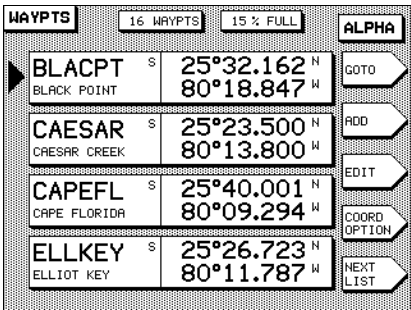 WAYPTS 16 WAYPTS 15 % FULL ALPHA
BLACPT S 25°32.162 N
BLACK POINT 80°18.847 W
GOTO
CAESAR S 25°23.500 N
CAESAR CREEK 80°13.800 W
ADD
CAPEFL S 25°40.001 N
CAPE FLORIDA 80°09.294 W
EDIT
COORD
OPTION
ELLKEY S 25°26.723 N
ELLIOT KEY 80°11.787 W
NEXT
LIST